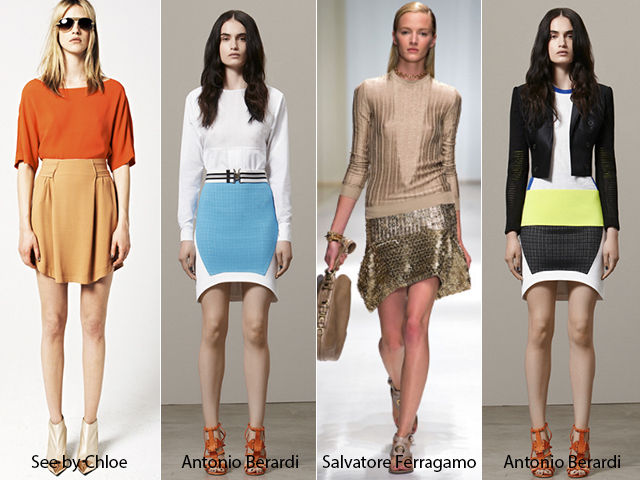 See by Chloe
Antonio Berardi
Salvatore Ferragamo
Antonio Berardi